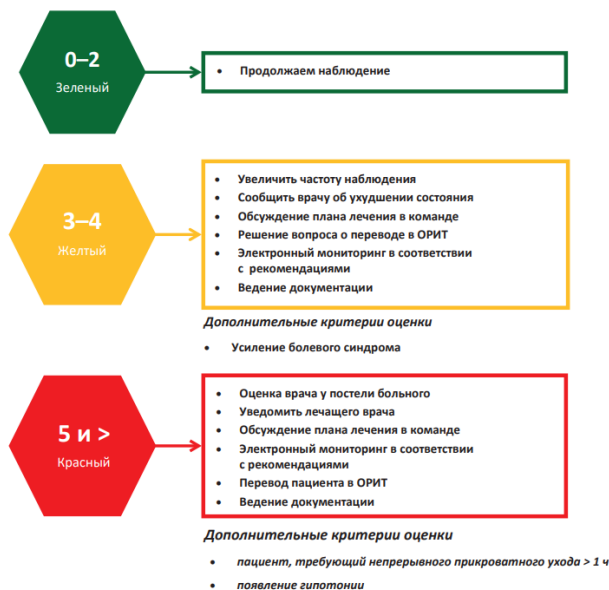 0–2
Зеленый
• Продолжаем наблюдение
3–4
Желтый
• Увеличить частоту наблюдения
• Сообщить врачу об ухудшении состояния
• Обсуждение плана лечения в команде
• Решение вопроса о переводе в ОРИТ
• Электронный мониторинг в соответствии
с рекомендациями
• Ведение документации
Дополнительные критерии оценки
• Усиление болевого синдрома
5 и >
Красный
• Оценка врача у постели больного
• Уведомить лечащего врача
• Обсуждение плана лечения в команде
• Электронный мониторинг в соответствии
с рекомендациями
• Перевод пациента в ОРИТ
• Ведение документации
Дополнительные критерии оценки
• пациент, требующий непрерывного прикроватного ухода > 1 ч
• появление гипотонии